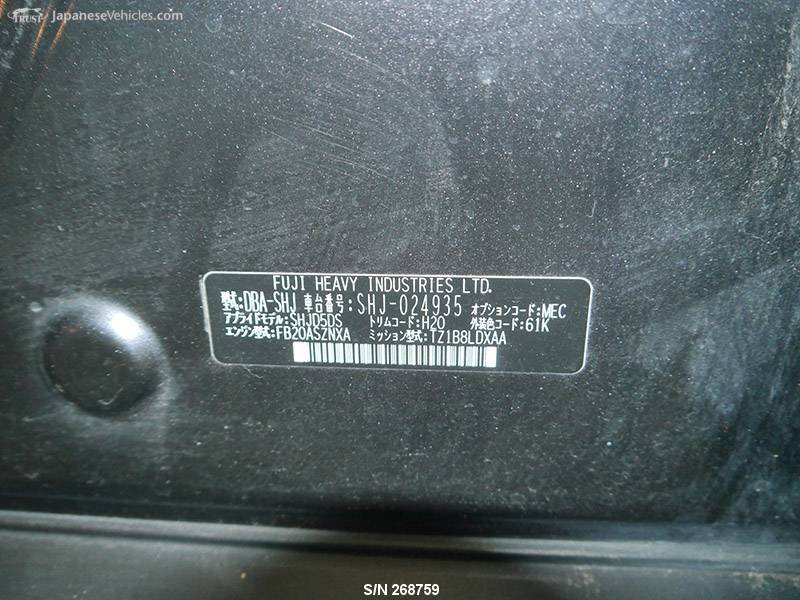 TRUST JapaneseVehicles.com
FUJI HEAVY INDUSTRIES LTD.
型式:DBA-SHJ 車台番号:SHJ-024935 オプションコード:MEC
アプライドモデル:SHJD5DS トリムコード:H20 外装色コード:61K
エンジン型式:FB20ASZNXA ミッション型式:TZ1B8LDXAA
S/N 268759